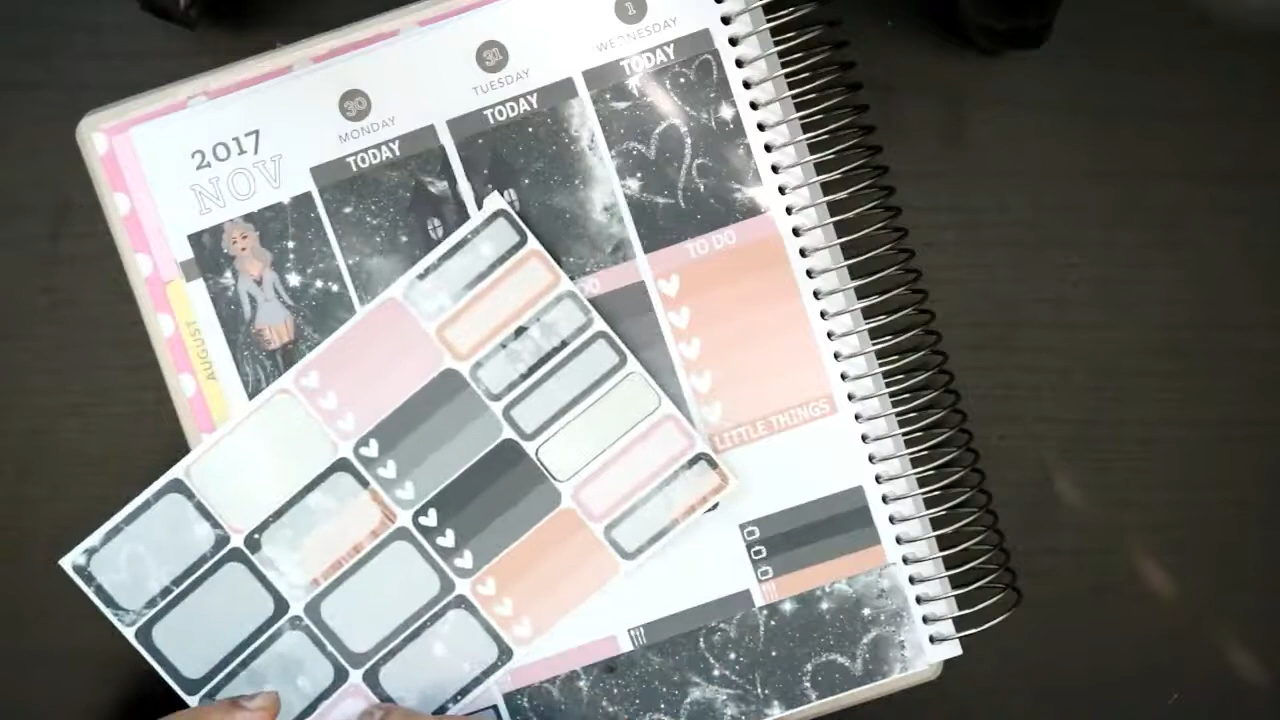 2017
NOV
30
MONDAY
TODAY
31
TUESDAY
TODAY
1
WEDNESDAY
TODAY
TO DO
LITTLE THINGS
AUGUST